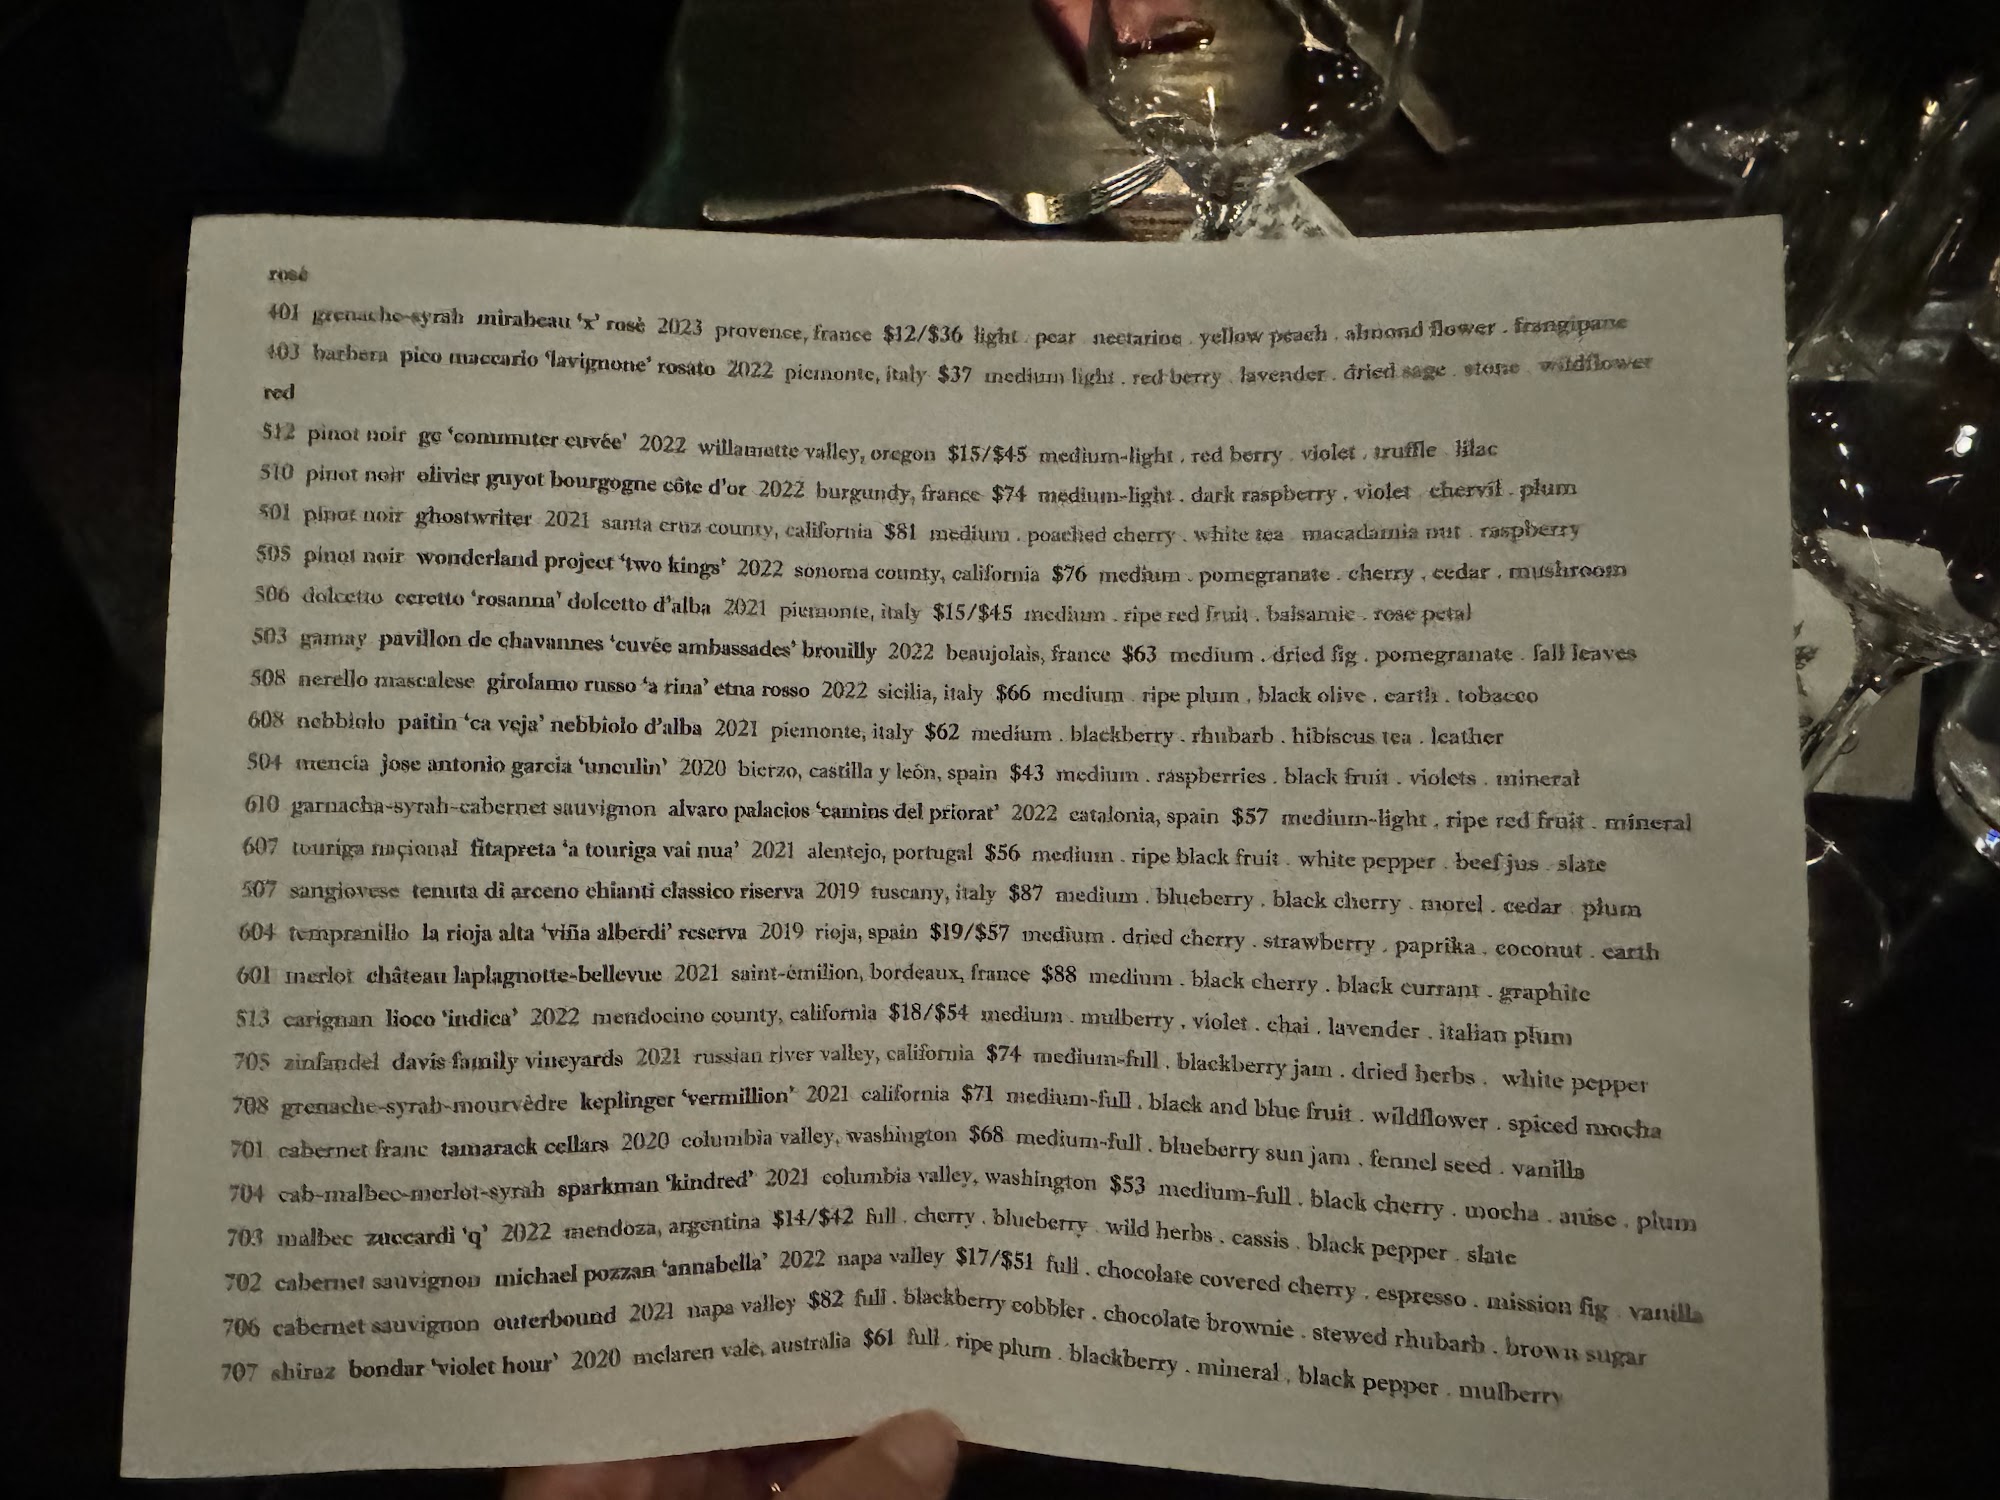 rosé
401 grenache-syrah mirabeau ‘x’ rosé 2023 provence, france $12/$36 light . pear . nectarine . yellow peach . almond flower . frangipane
403 barbera pico maccario ‘lavignone’ rosato 2022 piemonte, italy $37 medium light . red berry . lavender . dried sage . stone . wildflower
red
512 pinot noir gc ‘commuter cuvée’ 2022 willamette valley, oregon $15/$45 medium-light . red berry . violet . truffle . lilac
510 pinot noir olivier guyot bourgogne côte d’or 2022 burgundy, france $74 medium-light . dark raspberry . violet . chervil . plum
501 pinot noir ghostwriter 2021 santa cruz county, california $81 medium . poached cherry . white tea . macadamia nut . raspberry
505 pinot noir wonderland project ‘two kings’ 2022 sonoma county, california $76 medium . pomegranate . cherry . cedar . mushroom
506 dolcetto ceretto ‘rosanna’ dolcetto d’alba 2021 piemonte, italy $15/$45 medium . ripe red fruit . balsamic . rose petal
503 gamay pavillon de chavannes ‘cuvée ambassades’ brouilly 2022 beaujolais, france $63 medium . dried fig . pomegranate . fall leaves
508 nerello mascalese girolamo russo ‘a rina’ etna rosso 2022 sicilia, italy $66 medium . ripe plum . black olive . earth . tobacco
608 nebbiolo paitin ‘ca veja’ nebbiolo d’alba 2021 piemonte, italy $62 medium . blackberry . rhubarb . hibiscus tea . leather
504 mencía jose antonio garcía ‘unculin’ 2020 bierzo, castilla y león, spain $43 medium . raspberries . black fruit . violets . mineral
610 garnacha-syrah-cabernet sauvignon alvaro palacios ‘camins del priorat’ 2022 catalonia, spain $57 medium-light . ripe red fruit . mineral
607 touriga naçional fitapreta ‘a touriga vai nua’ 2021 alentejo, portugal $56 medium . ripe black fruit . white pepper . beef jus . slate
507 sangiovese tenuta di arceno chianti classico riserva 2019 tuscany, italy $87 medium . blueberry . black cherry . morel . cedar . plum
604 tempranillo la rioja alta ‘viña alberdi’ reserva 2019 rioja, spain $19/$57 medium . dried cherry . strawberry . paprika . coconut . earth
601 merlot château laplagnotte-bellevue 2021 saint-émilion, bordeaux, france $88 medium . black cherry . black currant . graphite
513 carignan lioco ‘indica’ 2022 mendocino county, california $18/$54 medium . mulberry . violet . chai . lavender . italian plum
705 zinfandel davis family vineyards 2021 russian river valley, california $74 medium-full . blackberry jam . dried herbs . white pepper
708 grenache-syrah-mourvèdre keplinger ‘vermillion’ 2021 california $71 medium-full . black and blue fruit . wildflower . spiced mocha
701 cabernet franc tamarack cellars 2020 columbia valley, washington $68 medium-full . blueberry sun jam . fennel seed . vanilla
704 cab-malbec-merlot-syrah sparkman ‘kindred’ 2021 columbia valley, washington $53 medium-full . black cherry . mocha . anise . plum
703 malbec zuccardi ‘q’ 2022 mendoza, argentina $14/$42 full . cherry . blueberry . wild herbs . cassis . black pepper . slate
702 cabernet sauvignon michael pozzan ‘annabella’ 2022 napa valley $17/$51 full . chocolate covered cherry . espresso . mission fig . vanilla
706 cabernet sauvignon outerbound 2021 napa valley $82 full . blackberry cobbler . chocolate brownie . stewed rhubarb . brown sugar
707 shiraz bondar ‘violet hour’ 2020 mclaren vale, australia $61 full . ripe plum . blackberry . mineral . black pepper . mulberry